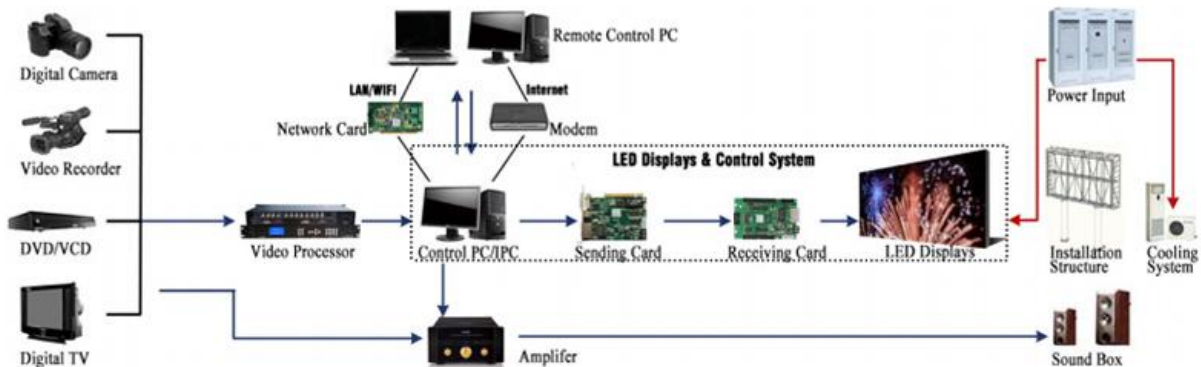 Digital Camera
Video Recorder
DVD/VCD
Digital TV
Video Processor
Remote Control PC
LAN/WIFI
Internet
Network Card
Modem
LED Displays & Control System
Control PC/IPC
Sending Card
Receiving Card
LED Displays
Amplifer
Power Input
Installation
Structure
Cooling
System
Sound Box